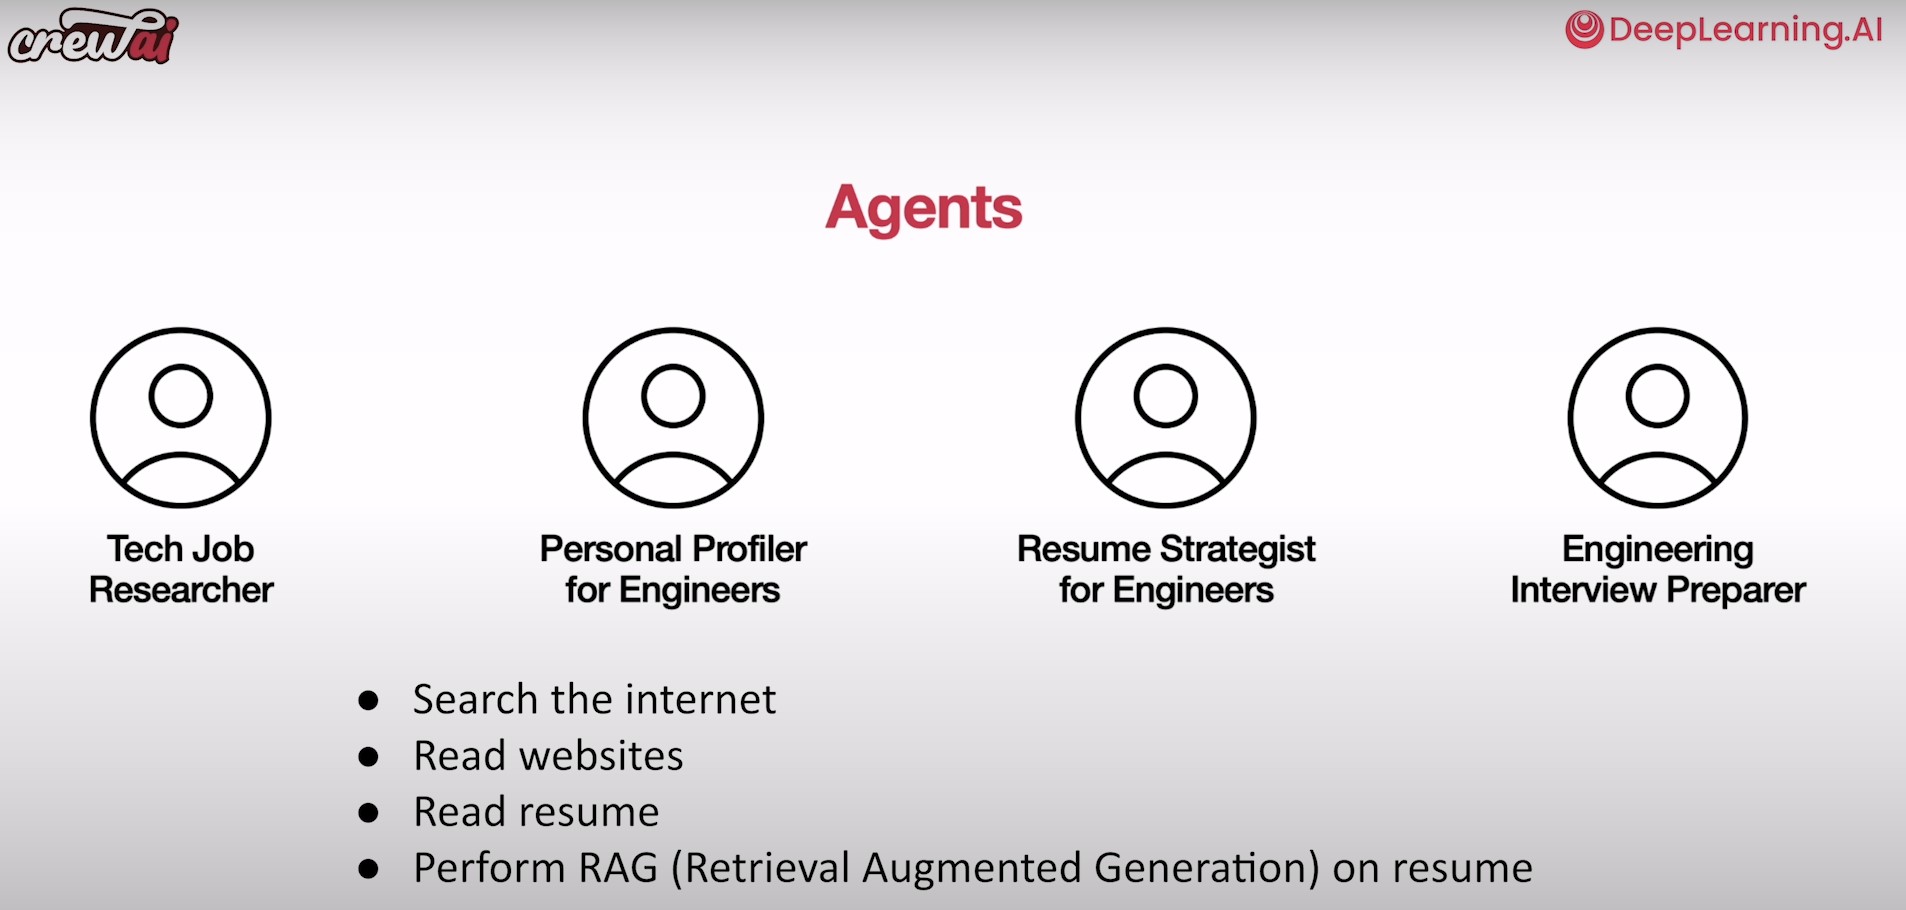 crewai
DeepLearning.AI
Agents
Tech Job
Researcher
Personal Profiler
for Engineers
Resume Strategist
for Engineers
Engineering
Interview Preparer
● Search the internet
● Read websites
● Read resume
● Perform RAG (Retrieval Augmented Generation) on resume